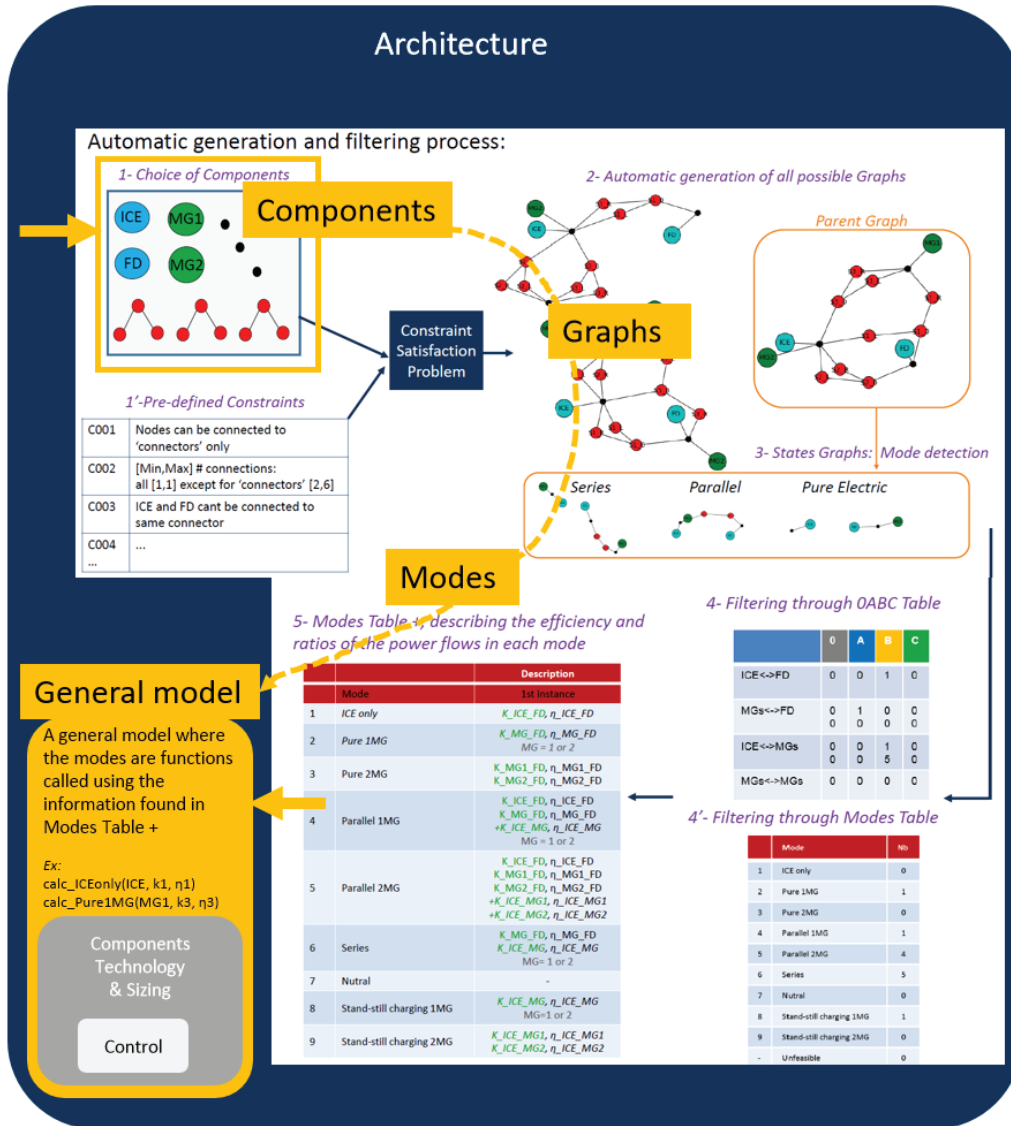 Architecture
Automatic generation and filtering process:
1- Choice of Components
ICE
MG1
FD
MG2
Components
1'-Pre-defined Constraints
C001 Nodes can be connected to
'connectors' only
C002 [Min,Max] # connections:
all [1,1] except for 'connectors' [2,6]
C003 ICE and FD cant be connected to
same connector
C004 ...
...
Constraint
Satisfaction
Problem
2- Automatic generation of all possible Graphs
MG2
ICE
FD
Graphs
ICE
FD
MG2
Parent Graph
MG1
ICE
MG2
FD
3- States Graphs: Mode detection
Series Parallel Pure Electric
Modes
4- Filtering through 0ABC Table
0 A B C
ICE<->FD 0 0 1 0
MGs<->FD 0 1 0 0
0 0 0 0
ICE<->MGs 0 0 1 0
0 0 5 0
MGs<->MGs 0 0 0 0
4'- Filtering through Modes Table
Mode Nb
1 ICE only 0
2 Pure 1MG 1
3 Pure 2MG 0
4 Parallel 1MG 1
5 Parallel 2MG 4
6 Series 5
7 Nutral 0
8 Stand-still charging 1MG 1
9 Stand-still charging 2MG 0
- Unfeasible 0
5- Modes Table +, describing the efficiency and
ratios of the power flows in each mode
Description
Mode 1st Instance
1 ICE only K_ICE_FD, η_ICE_FD
2 Pure 1MG K_MG_FD, η_MG_FD
MG = 1 or 2
3 Pure 2MG K_MG1_FD, η_MG1_FD
K_MG2_FD, η_MG2_FD
4 Parallel 1MG K_ICE_FD, η_ICE_FD
K_MG_FD, η_MG_FD
+K_ICE_MG, η_ICE_MG
MG = 1 or 2
5 Parallel 2MG K_ICE_FD, η_ICE_FD
K_MG1_FD, η_MG1_FD
K_MG2_FD, η_MG2_FD
+K_ICE_MG1, η_ICE_MG1
+K_ICE_MG2, η_ICE_MG2
6 Series K_MG_FD, η_MG_FD
K_ICE_MG, η_ICE_MG
MG= 1 or 2
7 Nutral -
8 Stand-still charging 1MG K_ICE_MG, η_ICE_MG
MG=1 or 2
9 Stand-still charging 2MG K_ICE_MG1, η_ICE_MG1
K_ICE_MG2, η_ICE_MG2
General model
A general model where
the modes are functions
called using the
information found in
Modes Table +
Ex:
calc_ICEonly(ICE, k1, η1)
calc_Pure1MG(MG1, k3, η3)
Components
Technology
& Sizing
Control